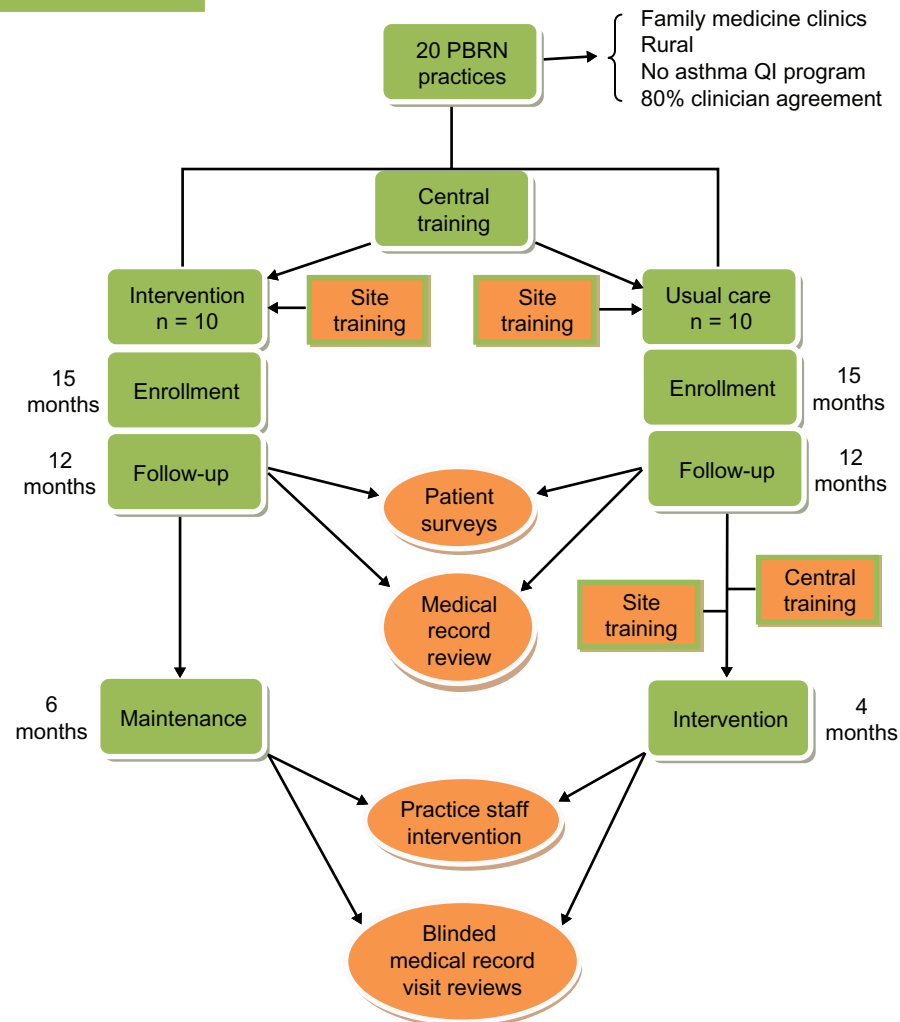 20 PBRN
practices
Family medicine clinics
Rural
No asthma QI program
80% clinician agreement
Central
training
Intervention
n = 10
Site
training
Site
training
Usual care
n = 10
15
months
Enrollment
Enrollment
15
months
12
months
Follow-up
Follow-up
12
months
Patient
surveys
Medical
record
review
Site
training
Central
training
6
months
Maintenance
Intervention
4
months
Practice staff
intervention
Blinded
medical record
visit reviews